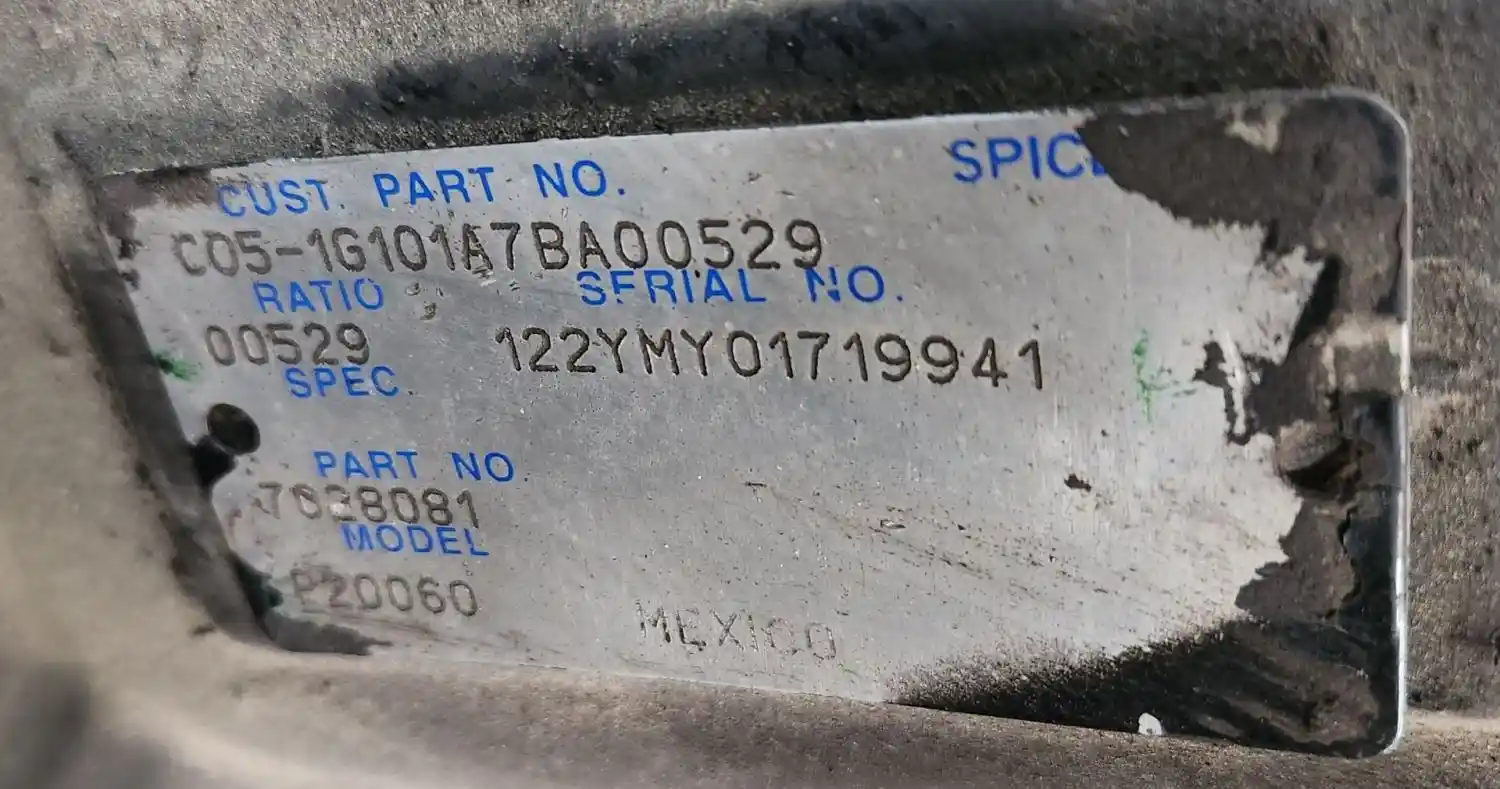 CUST. PART NO. SPIC
C05-1G101A7BA00529
RATIO SERIAL NO.
00529 122YMY01719941
SPEC.
PART NO
MODEL
P20060
MEXICO